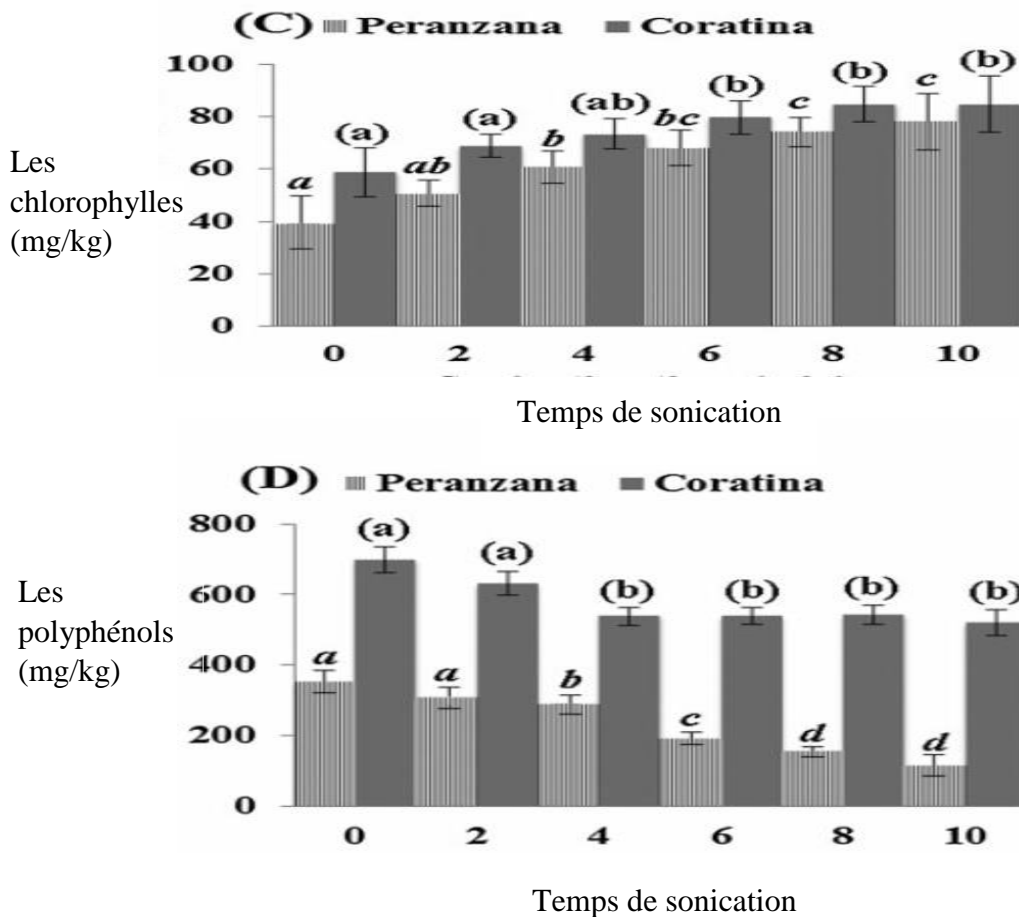 (C) Peranzana Coratina
Les
chlorophylles
(mg/kg)
100
80
60
40
20
0
a (a) ab (a) b (ab) bc (b) c (b) c (b)
0 2 4 6 8 10
Temps de sonication
(D) Peranzana Coratina
Les
polyphénols
(mg/kg)
800
600
400
200
0
a (a) a (a) b (b) c (b) d (b) d (b)
0 2 4 6 8 10
Temps de sonication